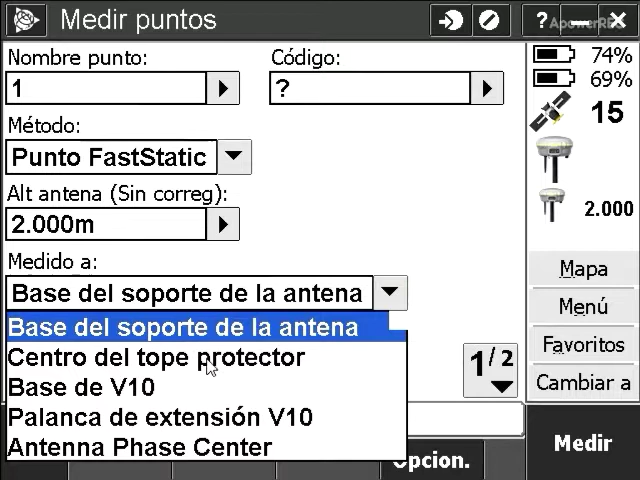 Medir puntos
?
ApowerREC
Nombre punto:
Código:
1
?
Método:
Punto FastStatic
Alt antena (Sin correg):
2.000m
Medido a:
Base del soporte de la antena
Base del soporte de la antena
Centro del tope protector
Base de V10
Palanca de extensión V10
Antenna Phase Center
1/2
Opcion.
74%
69%
15
2.000
Mapa
Menú
Favoritos
Cambiar a
Medir